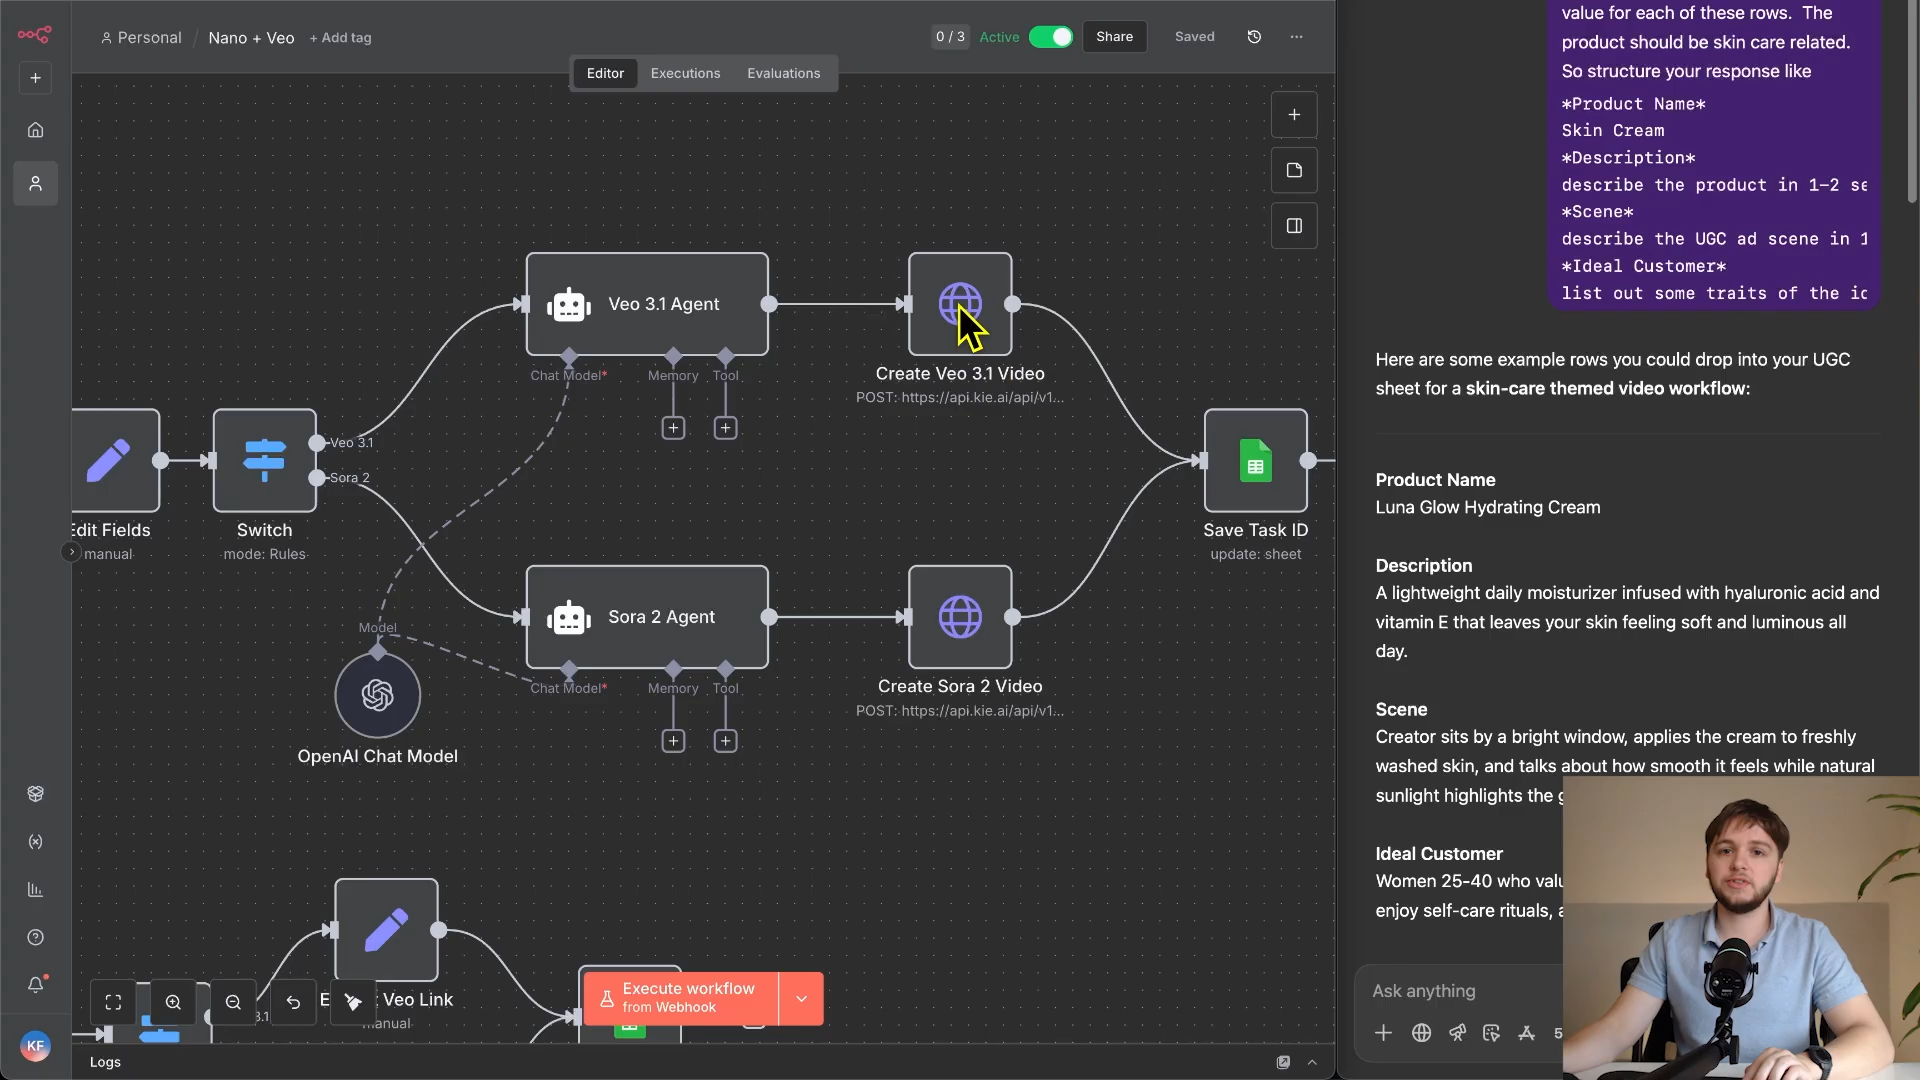 Personal / Nano + Veo + Add tag
0 / 3 Active Share Saved
Editor Executions Evaluations
Veo 3.1 Agent
Chat Model*
Memory
Tool
Create Veo 3.1 Video
POST: https://api.kie.ai/api/v1...
Veo 3.1
Sora 2
Edit Fields
manual
Switch
mode: Rules
Save Task ID
update: sheet
Sora 2 Agent
Chat Model*
Memory
Tool
Create Sora 2 Video
POST: https://api.kie.ai/api/v1...
Model
OpenAI Chat Model
Veo Link
manual
Execute workflow
from Webhook
KF
Logs
value for each of these rows. The
product should be skin care related.
So structure your response like
*Product Name*
Skin Cream
*Description*
describe the product in 1–2 se
*Scene*
describe the UGC ad scene in 1
*Ideal Customer*
list out some traits of the
Here are some example rows you could drop into your UGC
sheet for a skin-care themed video workflow:
Product Name
Luna Glow Hydrating Cream
Description
A lightweight daily moisturizer infused with hyaluronic acid and
vitamin E that leaves your skin feeling soft and luminous all
day.
Scene
Creator sits by a bright window, applies the cream to freshly
washed skin, and talks about how smooth it feels while natural
sunlight highlights the
Ideal Customer
Women 25-40 who
enjoy self-care rituals,
Ask anything
5